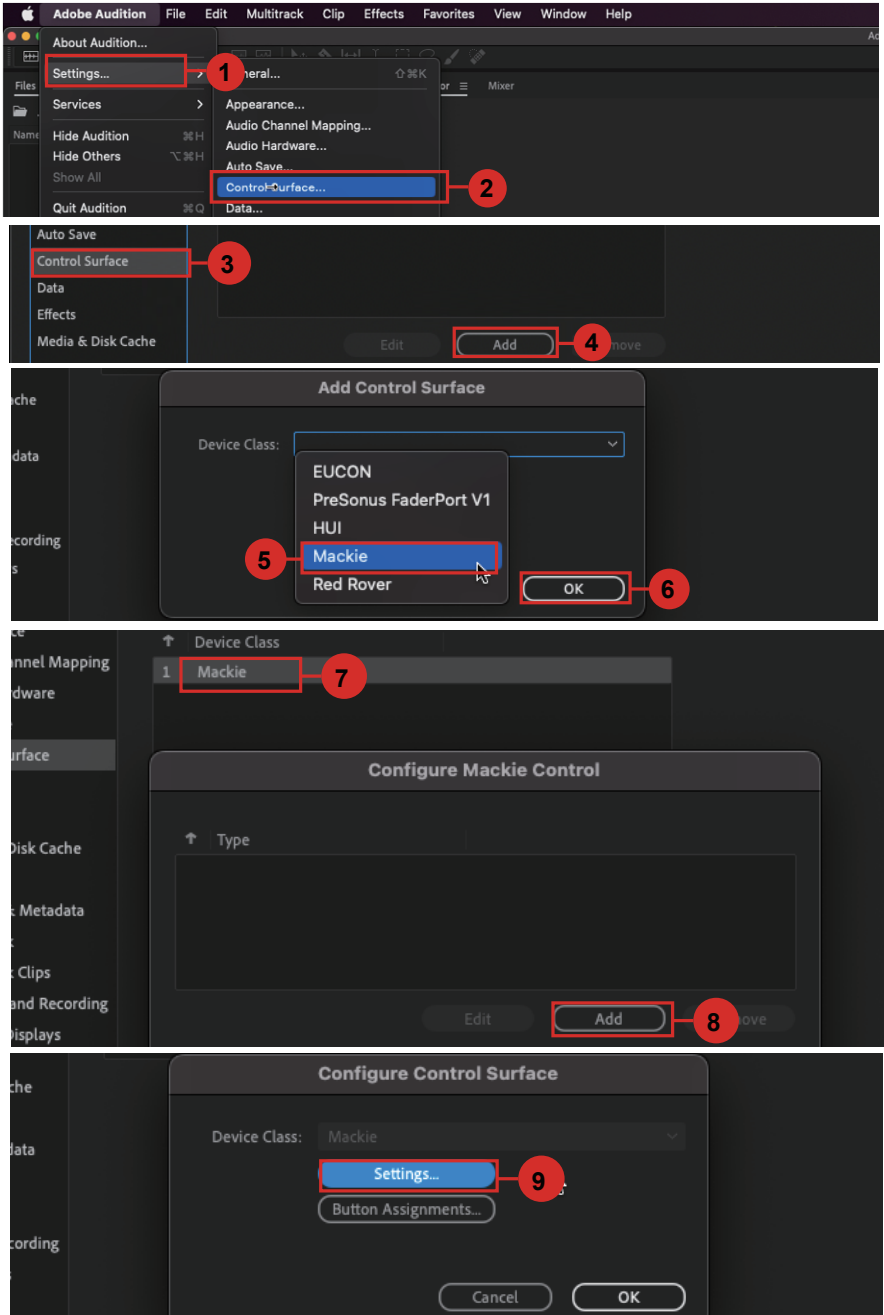 Adobe Audition File Edit Multitrack Clip Effects Favorites View Window Help
About Audition...
Settings...
1
General...
⇧⌘K
Files
Mixer
Services
Appearance...
Audio Channel Mapping...
Name
Hide Audition ⌘H
Audio Hardware...
Hide Others ⌥⌘H
Auto Save...
Show All
Control Surface...
2
Quit Audition ⌘Q
Data...
Auto Save
Control Surface
3
Data
Effects
Media & Disk Cache
Edit
Add
4
Add Control Surface
Device Class:
EUCON
PreSonus FaderPort V1
HUI
5
Mackie
Red Rover
OK
6
Device Class
1 Mackie
7
nnel Mapping
Configure Mackie Control
Type
Disk Cache
Metadata
Clips
and Recording
Displays
Edit
Add
8
Configure Control Surface
Device Class: Mackie
Settings...
9
Button Assignments...
Cancel
OK